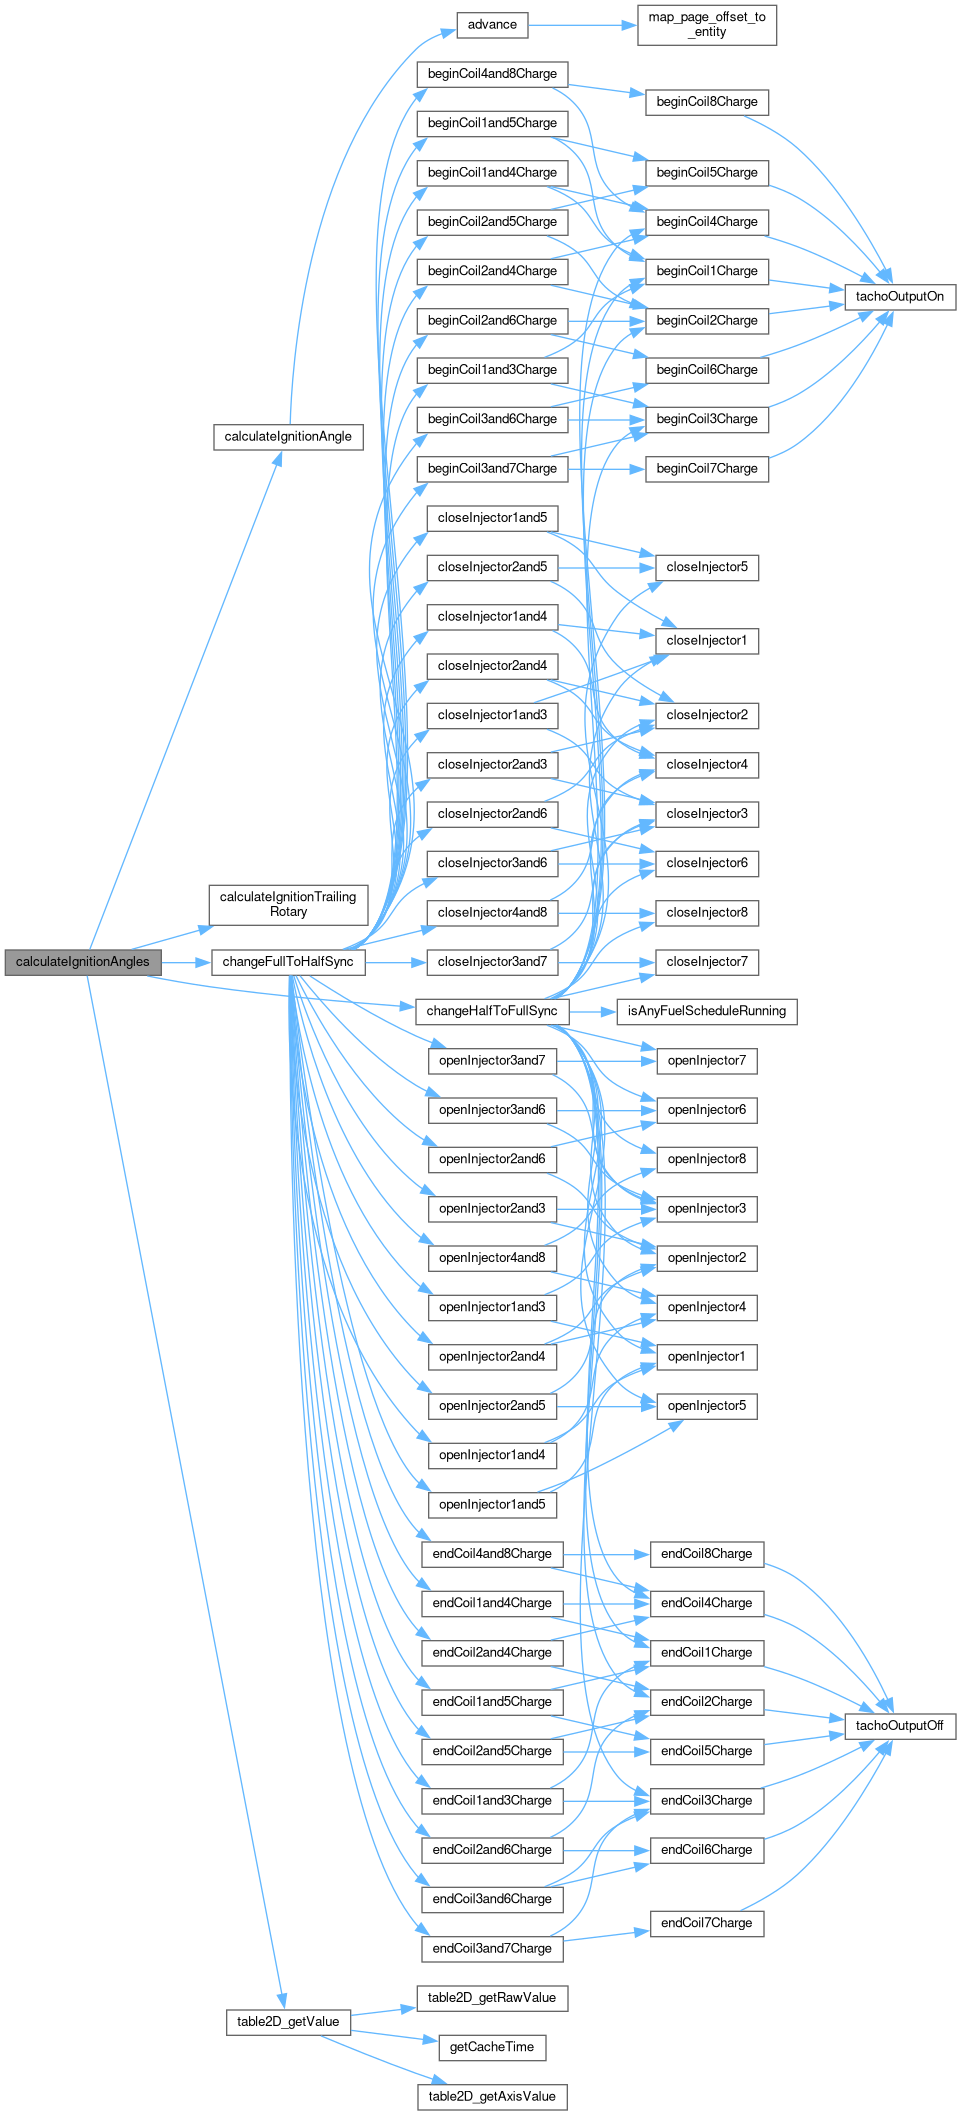 advance
map_page_offset_to
_entity
beginCoil4and8Charge
beginCoil8Charge
beginCoil1and5Charge
beginCoil1and4Charge
beginCoil5Charge
beginCoil2and5Charge
beginCoil4Charge
beginCoil2and4Charge
beginCoil1Charge
tachoOutputOn
beginCoil2and6Charge
beginCoil2Charge
beginCoil1and3Charge
beginCoil6Charge
beginCoil3and6Charge
beginCoil3Charge
calculateIgnitionAngle
beginCoil3and7Charge
beginCoil7Charge
closeInjector1and5
closeInjector2and5
closeInjector5
closeInjector1and4
closeInjector1
closeInjector2and4
closeInjector1and3
closeInjector2
closeInjector2and3
closeInjector4
closeInjector2and6
closeInjector3
closeInjector3and6
closeInjector6
calculateIgnitionTrailing
Rotary
closeInjector4and8
closeInjector8
calculateIgnitionAngles
changeFullToHalfSync
closeInjector3and7
closeInjector7
changeHalfToFullSync
isAnyFuelScheduleRunning
openInjector3and7
openInjector7
openInjector3and6
openInjector6
openInjector2and6
openInjector8
openInjector2and3
openInjector3
openInjector4and8
openInjector2
openInjector1and3
openInjector4
openInjector2and4
openInjector1
openInjector2and5
openInjector5
openInjector1and4
openInjector1and5
endCoil4and8Charge
endCoil8Charge
endCoil1and4Charge
endCoil4Charge
endCoil2and4Charge
endCoil1Charge
endCoil1and5Charge
endCoil2Charge
tachoOutputOff
endCoil2and5Charge
endCoil5Charge
endCoil1and3Charge
endCoil3Charge
endCoil2and6Charge
endCoil6Charge
endCoil3and6Charge
endCoil7Charge
endCoil3and7Charge
table2D_getRawValue
table2D_getValue
getCacheTime
table2D_getAxisValue